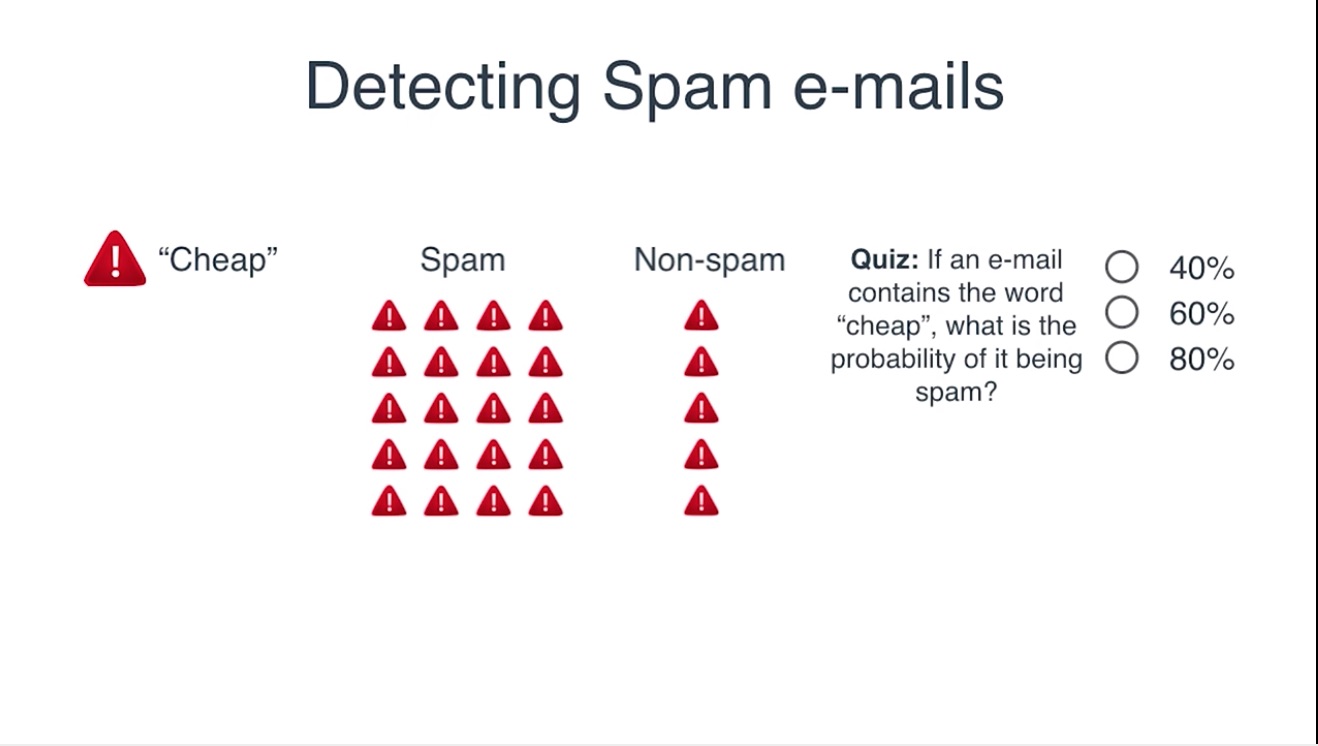 Detecting Spam e-mails
“Cheap”
Spam
Non-spam
Quiz: If an e-mail
contains the word
“cheap”, what is the
probability of it being
spam?
40%
60%
80%